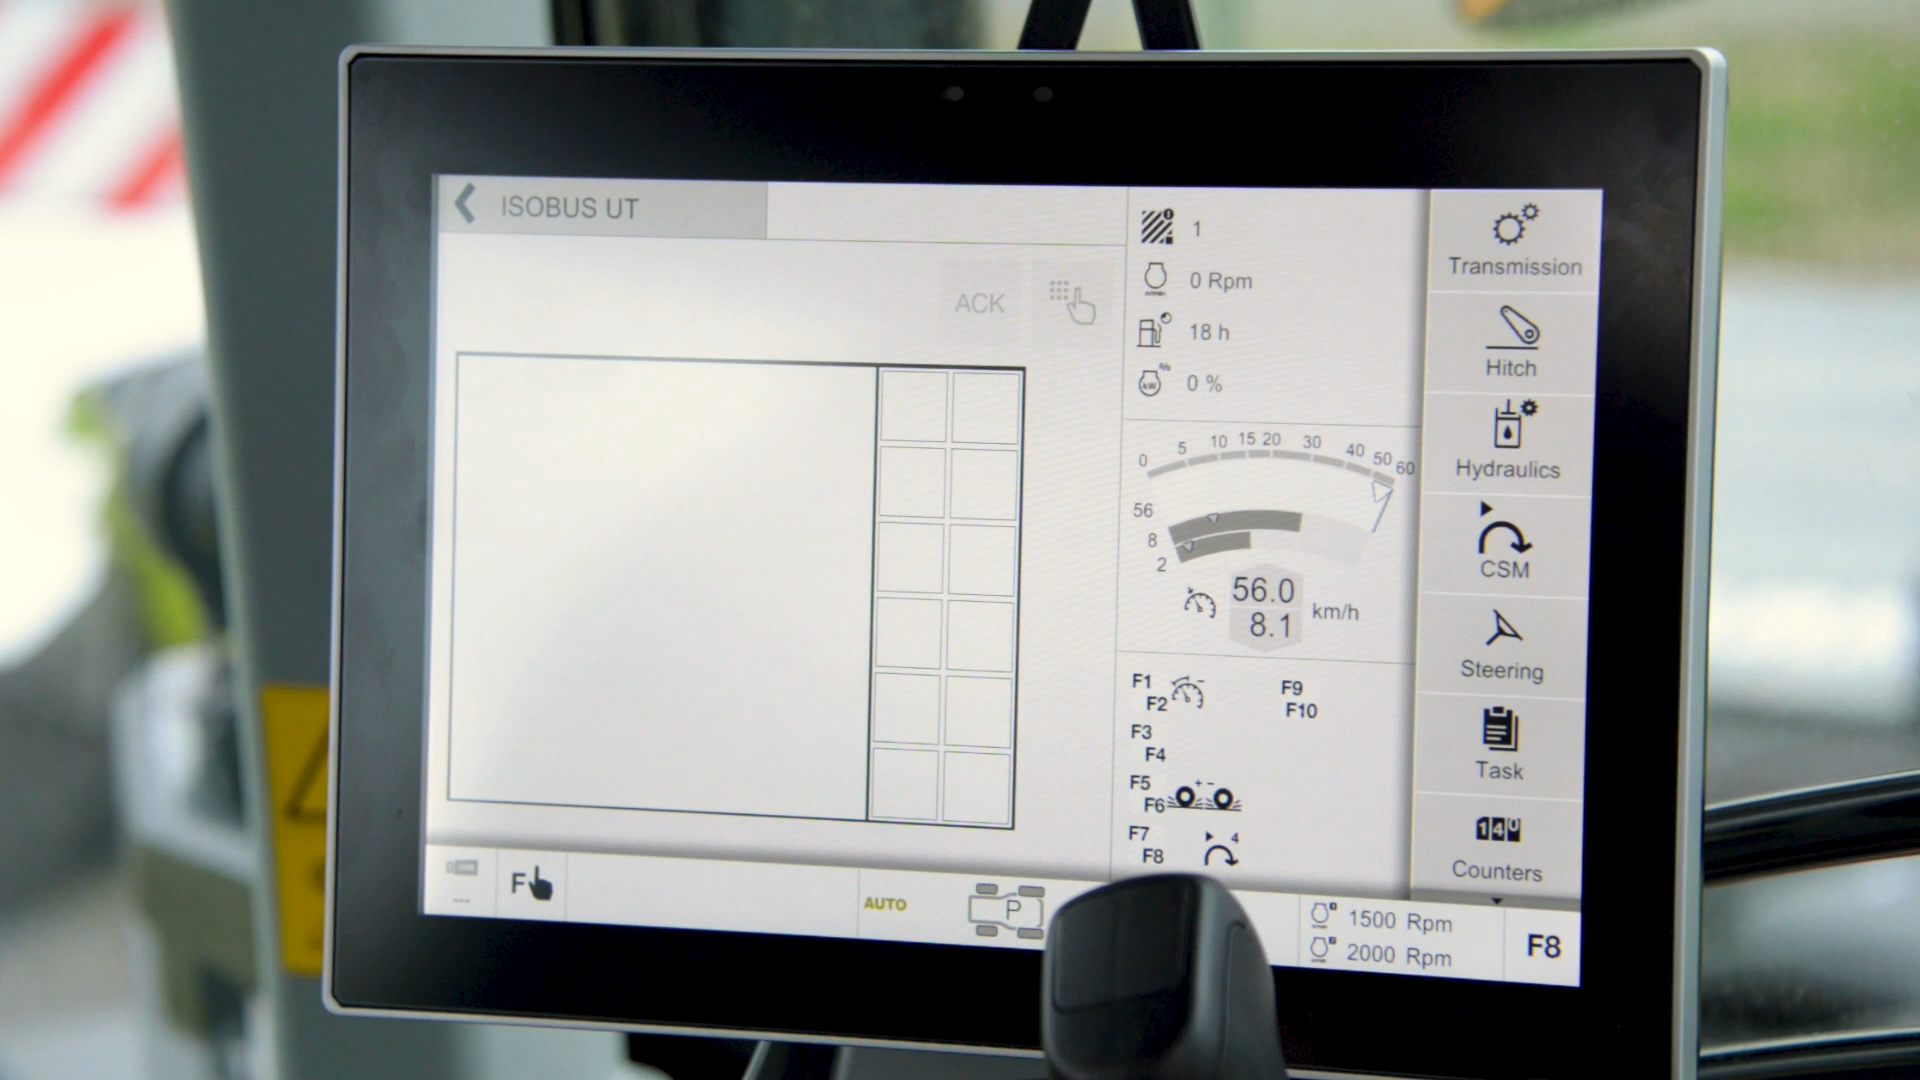 ISOBUS UT
ACK
1
0 Rpm
18 h
kW
0 %
0 5 10 15 20 30 40 50 60
56
8
2
56.0
8.1
km/h
F1
F2
F3
F4
F5
F6
F7
F8
4
F9
F10
Transmission
Hitch
Hydraulics
CSM
Steering
Task
Counters
F
AUTO
P
1500 Rpm
2000 Rpm
F8